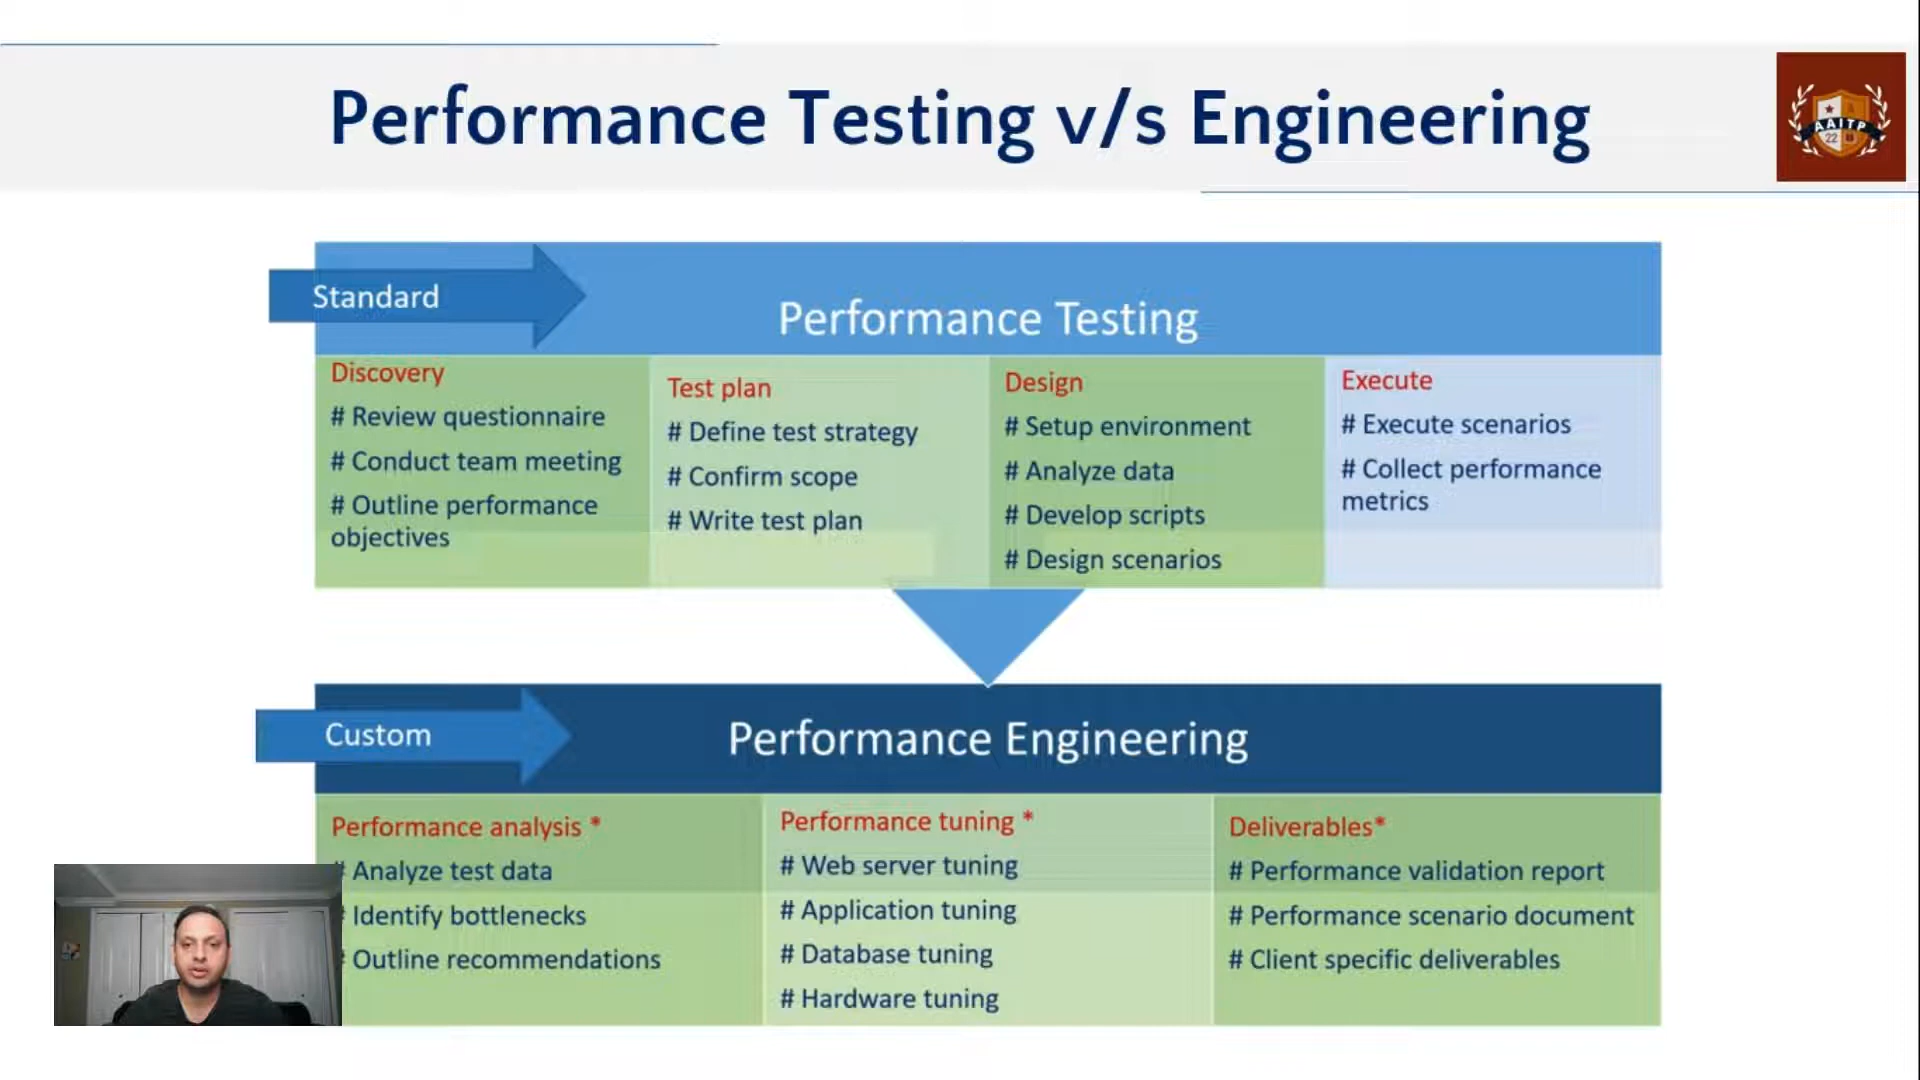 Performance Testing v/s Engineering
AAITP
22
Standard
Performance Testing
Discovery
# Review questionnaire
# Conduct team meeting
# Outline performance
objectives
Test plan
# Define test strategy
# Confirm scope
# Write test plan
Design
# Setup environment
# Analyze data
# Develop scripts
# Design scenarios
Execute
# Execute scenarios
# Collect performance
metrics
Custom
Performance Engineering
Performance analysis *
# Analyze test data
# Identify bottlenecks
# Outline recommendations
Performance tuning *
# Web server tuning
# Application tuning
# Database tuning
# Hardware tuning
Deliverables*
# Performance validation report
# Performance scenario document
# Client specific deliverables